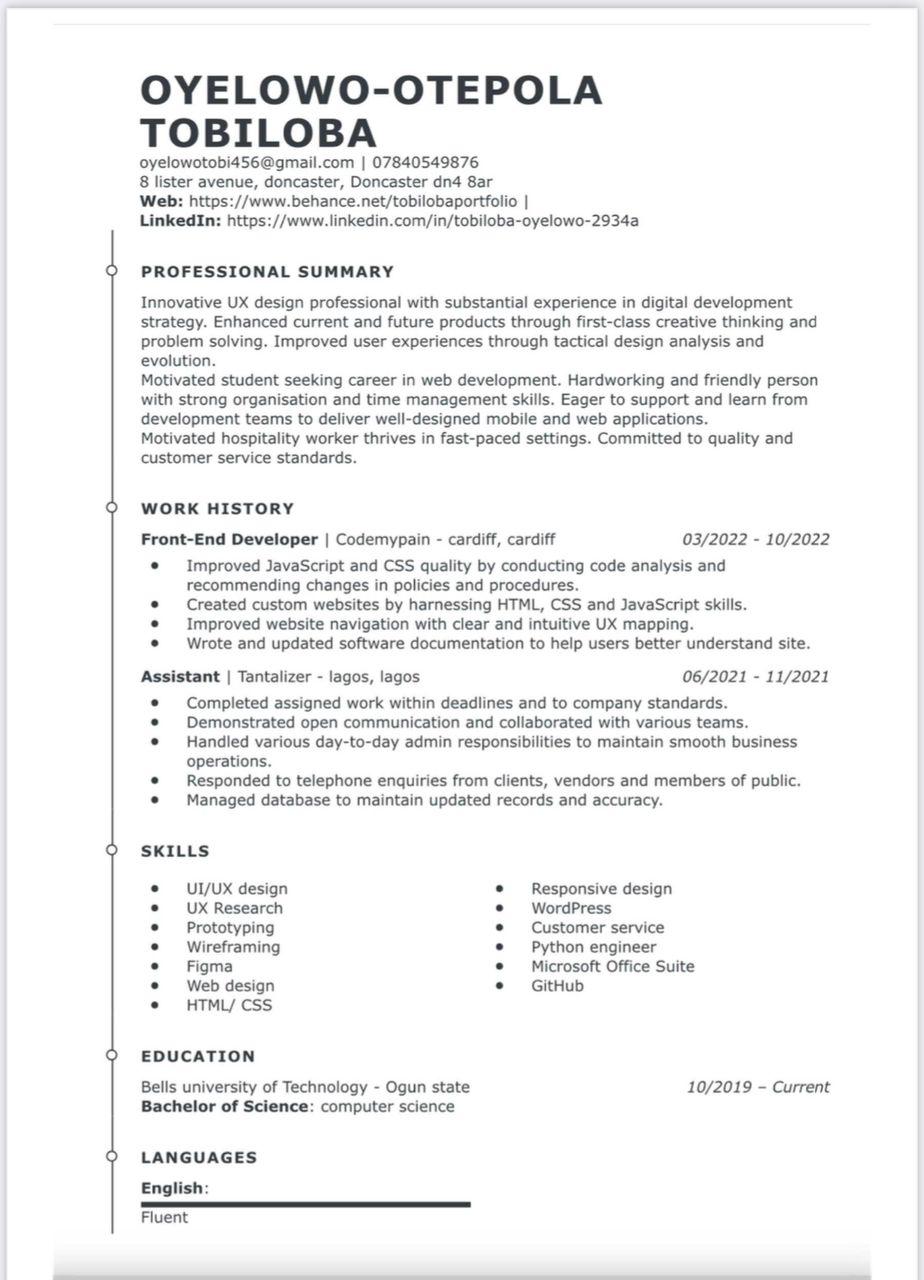 OYELOWO-OTEPOLA
TOBILOBA
oyelowotobi456@gmail.com | 07840549876
8 lister avenue, doncaster, Doncaster dn4 8ar
Web: https://www.behance.net/tobilobaportfolio |
LinkedIn: https://www.linkedin.com/in/tobiloba-oyelowo-2934a
PROFESSIONAL SUMMARY
Innovative UX design professional with substantial experience in digital development
strategy. Enhanced current and future products through first-class creative thinking and
problem solving. Improved user experiences through tactical design analysis and
evolution.
Motivated student seeking career in web development. Hardworking and friendly person
with strong organisation and time management skills. Eager to support and learn from
development teams to deliver well-designed mobile and web applications.
Motivated hospitality worker thrives in fast-paced settings. Committed to quality and
customer service standards.
WORK HISTORY
Front-End Developer | Codemypain - cardiff, cardiff 03/2022 - 10/2022
• Improved JavaScript and CSS quality by conducting code analysis and
recommending changes in policies and procedures.
• Created custom websites by harnessing HTML, CSS and JavaScript skills.
• Improved website navigation with clear and intuitive UX mapping.
• Wrote and updated software documentation to help users better understand site.
Assistant | Tantalizer - lagos, lagos 06/2021 - 11/2021
• Completed assigned work within deadlines and to company standards.
• Demonstrated open communication and collaborated with various teams.
• Handled various day-to-day admin responsibilities to maintain smooth business
operations.
• Responded to telephone enquiries from clients, vendors and members of public.
• Managed database to maintain updated records and accuracy.
SKILLS
• UI/UX design
• UX Research
• Prototyping
• Wireframing
• Figma
• Web design
• HTML/ CSS
• Responsive design
• WordPress
• Customer service
• Python engineer
• Microsoft Office Suite
• GitHub
EDUCATION
Bells university of Technology - Ogun state 10/2019 – Current
Bachelor of Science: computer science
LANGUAGES
English:
Fluent